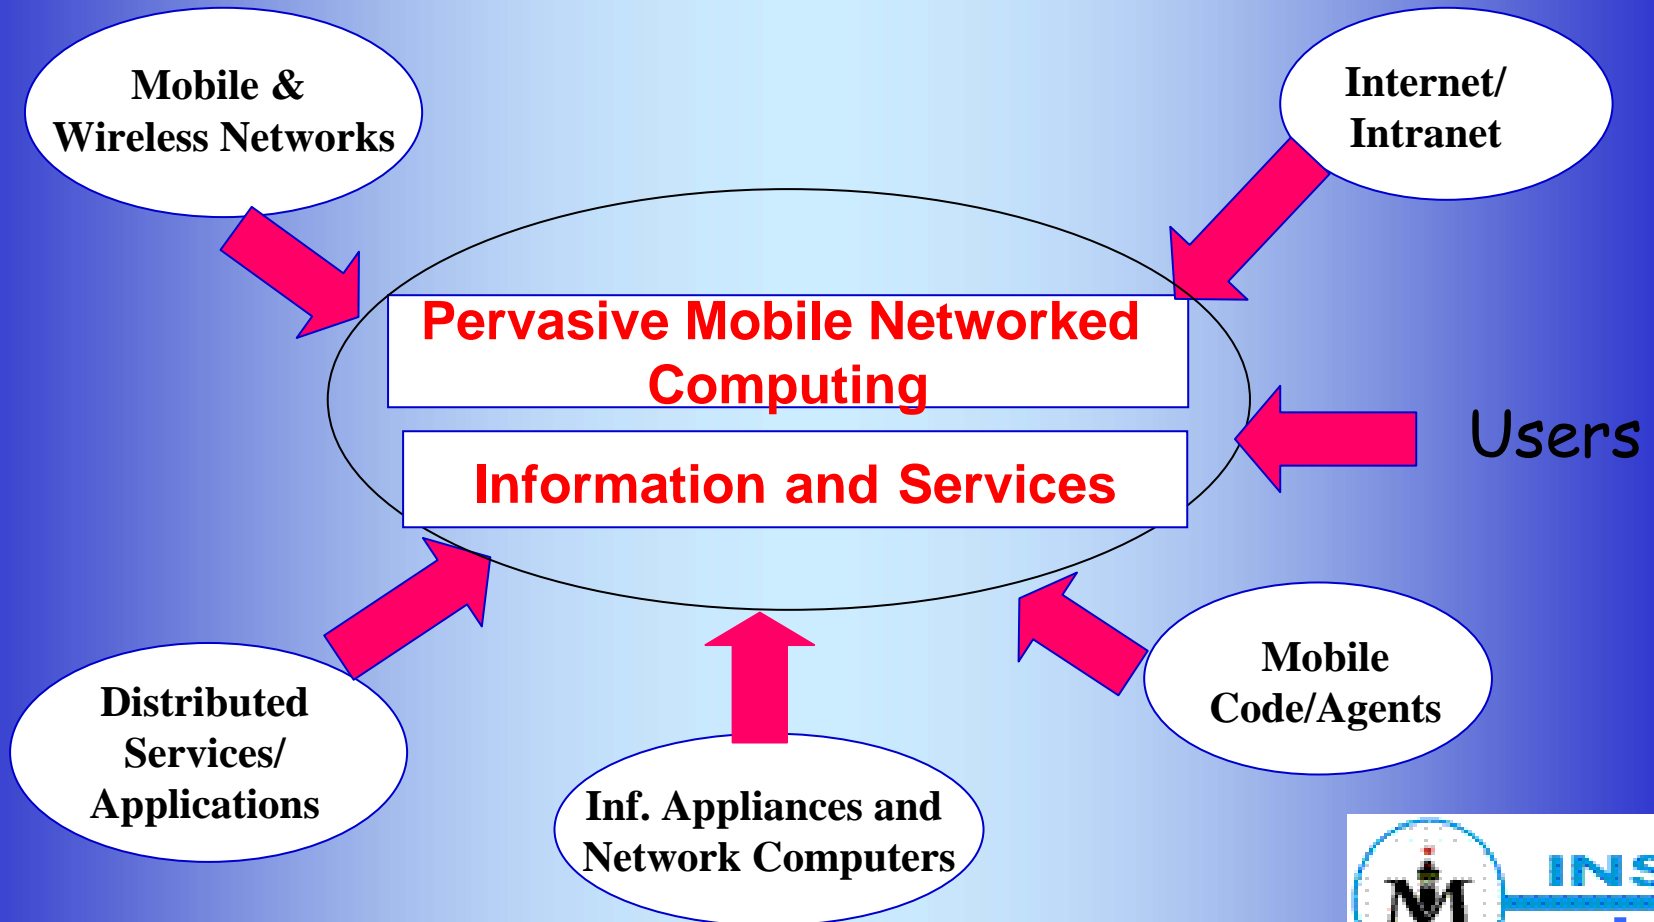 Mobile &
Wireless Networks
Internet/
Intranet
Pervasive Mobile Networked
Computing
Information and Services
Users
Distributed
Services/
Applications
Inf. Appliances and
Network Computers
Mobile
Code/Agents
INS